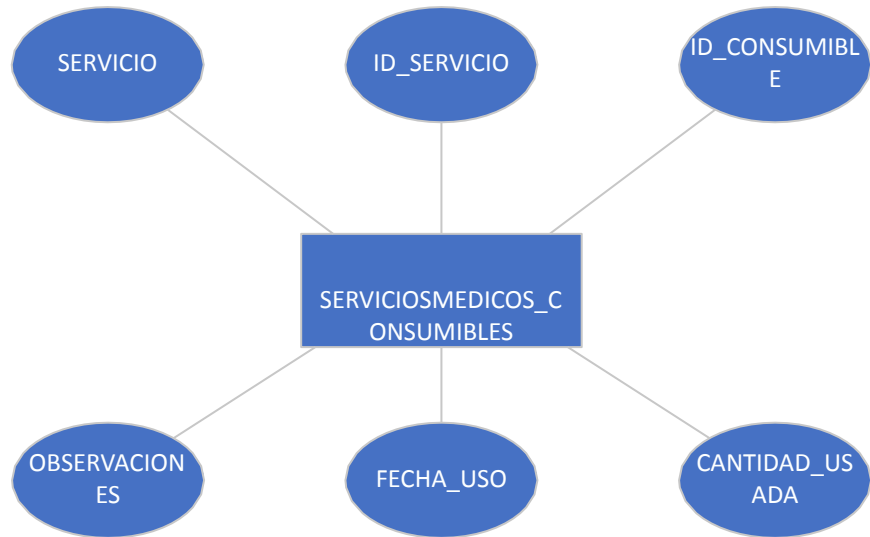 SERVICIO
ID_SERVICIO
ID_CONSUMIBL
E
SERVICIOSMEDICOS_C
ONSUMIBLES
OBSERVACION
ES
FECHA_USO
CANTIDAD_US
ADA